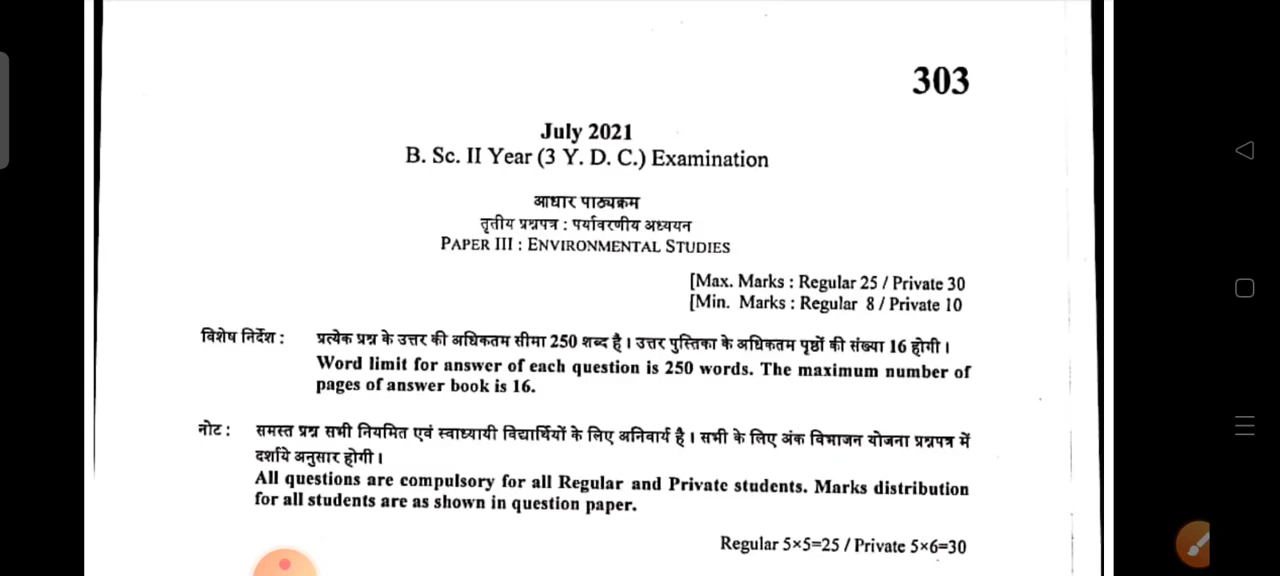 303
July 2021
B. Sc. II Year (3 Y. D. C.) Examination
आधार पाठ्यक्रम
तृतीय प्रश्नपत्र : पर्यावरणीय अध्ययन
PAPER III : ENVIRONMENTAL STUDIES
[Max. Marks : Regular 25 / Private 30
[Min. Marks : Regular 8 / Private 10
विशेष निर्देश : प्रत्येक प्रश्न के उत्तर की अधिकतम सीमा 250 शब्द है। उत्तर पुस्तिका के अधिकतम पृष्ठों की संख्या 16 होगी।
Word limit for answer of each question is 250 words. The maximum number of
pages of answer book is 16.
नोट : समस्त प्रश्न सभी नियमित एवं स्वाध्यायी विद्यार्थियों के लिए अनिवार्य है। सभी के लिए अंक विभाजन योजना प्रश्नपत्र में
दर्शाये अनुसार होगी।
All questions are compulsory for all Regular and Private students. Marks distribution
for all students are as shown in question paper.
Regular 5×5=25 / Private 5×6=30